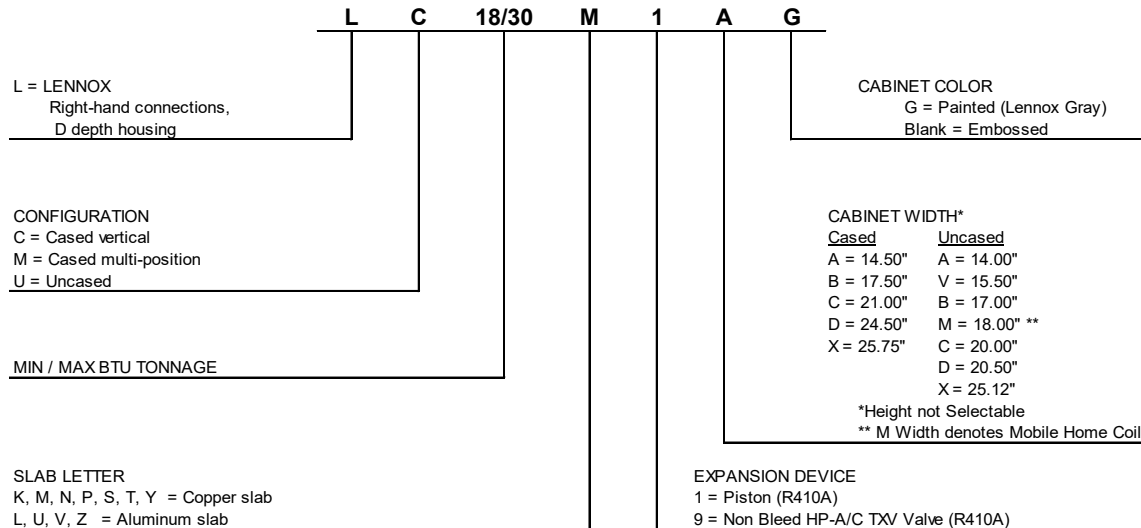 L C 18/30 M 1 A G
L = LENNOX
Right-hand connections,
D depth housing
CABINET COLOR
G = Painted (Lennox Gray)
Blank = Embossed
CONFIGURATION
C = Cased vertical
M = Cased multi-position
U = Uncased
MIN / MAX BTU TONNAGE
CABINET WIDTH*
Cased Uncased
A = 14.50" A = 14.00"
B = 17.50" V = 15.50"
C = 21.00" B = 17.00"
D = 24.50" M = 18.00" **
X = 25.75" C = 20.00"
D = 20.50"
X = 25.12"
*Height not Selectable
** M Width denotes Mobile Home Coil
SLAB LETTER
K, M, N, P, S, T, Y = Copper slab
L, U, V, Z = Aluminum slab
EXPANSION DEVICE
1 = Piston (R410A)
9 = Non Bleed HP-A/C TXV Valve (R410A)